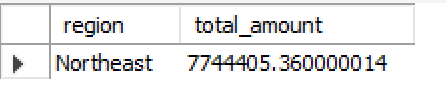 region total_amount
Northeast 7744405.360000014